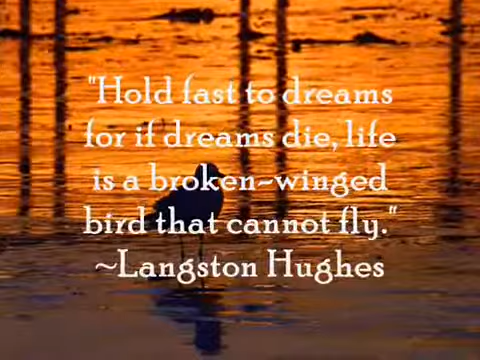 "Hold fast to dreams
for if dreams die, life
is a broken-winged
bird that cannot fly."
~Langston Hughes